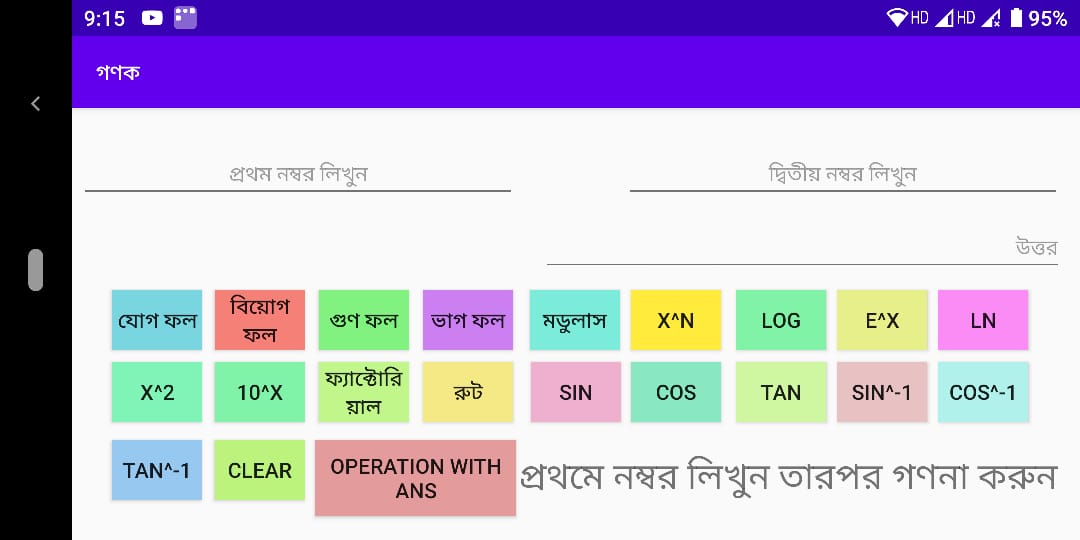 9:15 HD HD 95%
গণক
প্রথম নম্বর লিখুন দ্বিতীয় নম্বর লিখুন
উত্তর
যোগ ফল বিয়োগ ফল গুণ ফল ভাগ ফল মডুলাস X^N LOG E^X LN
X^2 10^X ফ্যাক্টোরিয়াল রুট SIN COS TAN SIN^-1 COS^-1
TAN^-1 CLEAR OPERATION WITH ANS প্রথমে নম্বর লিখুন তারপর গণনা করুন